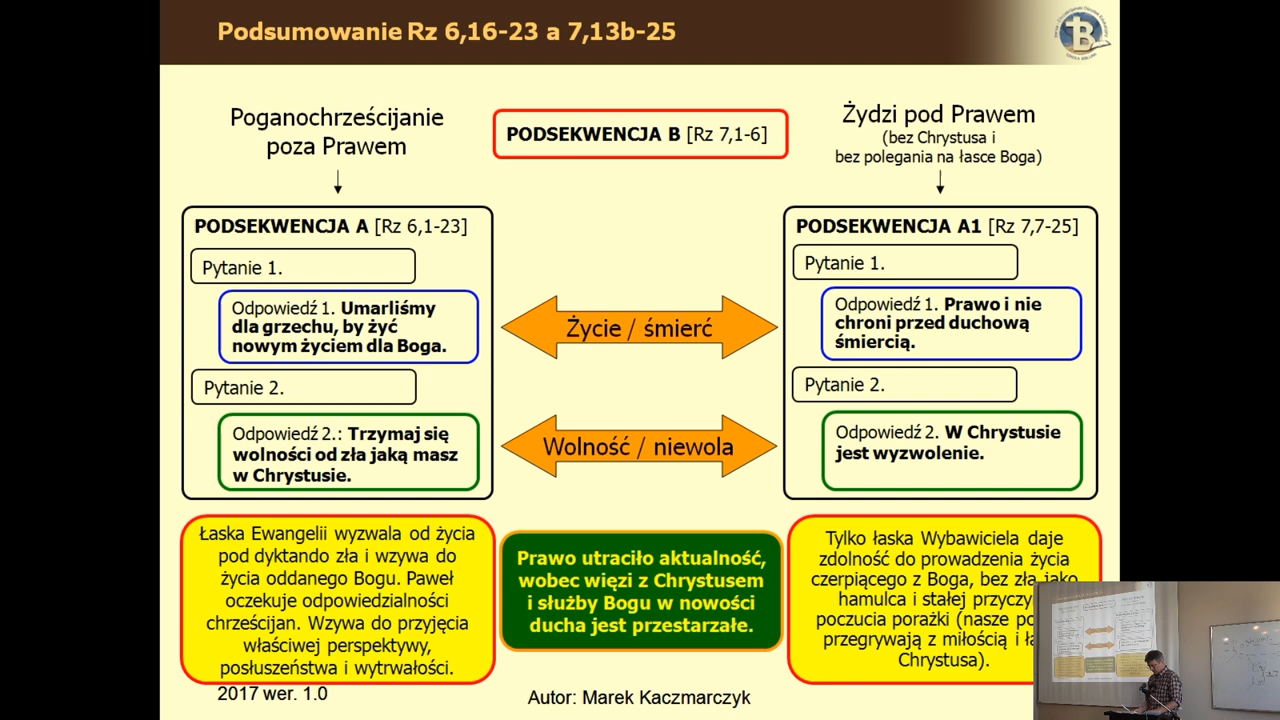 Podsumowanie Rz 6,16-23 a 7,13b-25
Poganochrześcijanie
poza Prawem
PODSEKWENCJA B [Rz 7,1-6]
Żydzi pod Prawem
(bez Chrystusa i
bez polegania na łasce Boga)
PODSEKWENCJA A [Rz 6,1-23]
Pytanie 1.
Odpowiedź 1. Umarliśmy
dla grzechu, by żyć
nowym życiem dla Boga.
Pytanie 2.
Odpowiedź 2.: Trzymaj się
wolności od zła jaką masz
w Chrystusie.
Życie / śmierć
Wolność / niewola
PODSEKWENCJA A1 [Rz 7,7-25]
Pytanie 1.
Odpowiedź 1. Prawo i nie
chroni przed duchową
śmiercią.
Pytanie 2.
Odpowiedź 2. W Chrystusie
jest wyzwolenie.
Łaska Ewangelii wyzwala od życia
pod dyktando zła i wzywa do
życia oddanego Bogu. Paweł
oczekuje odpowiedzialności
chrześcijan. Wzywa do przyjęcia
właściwej perspektywy,
posłuszeństwa i wytrwałości.
Prawo utraciło aktualność,
wobec więzi z Chrystusem
i służby Bogu w nowości
ducha jest przestarzałe.
Tylko łaska Wybawiciela daje
zdolność do prowadzenia życia
czerpiącego z Boga, bez zła jako
hamulca i stałej
poczucia porażki (nasze
przegrywają z miłością i
Chrystusa).
2017 wer. 1.0
Autor: Marek Kaczmarczyk